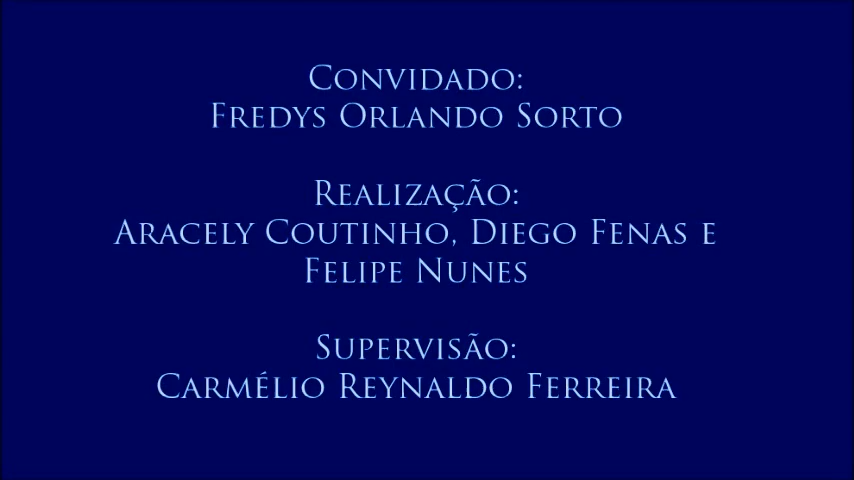 Convidado:
Fredys Orlando Sorto
Realização:
Aracely Coutinho, Diego Fenas e
Felipe Nunes
Supervisão:
Carmélio Reynaldo Ferreira